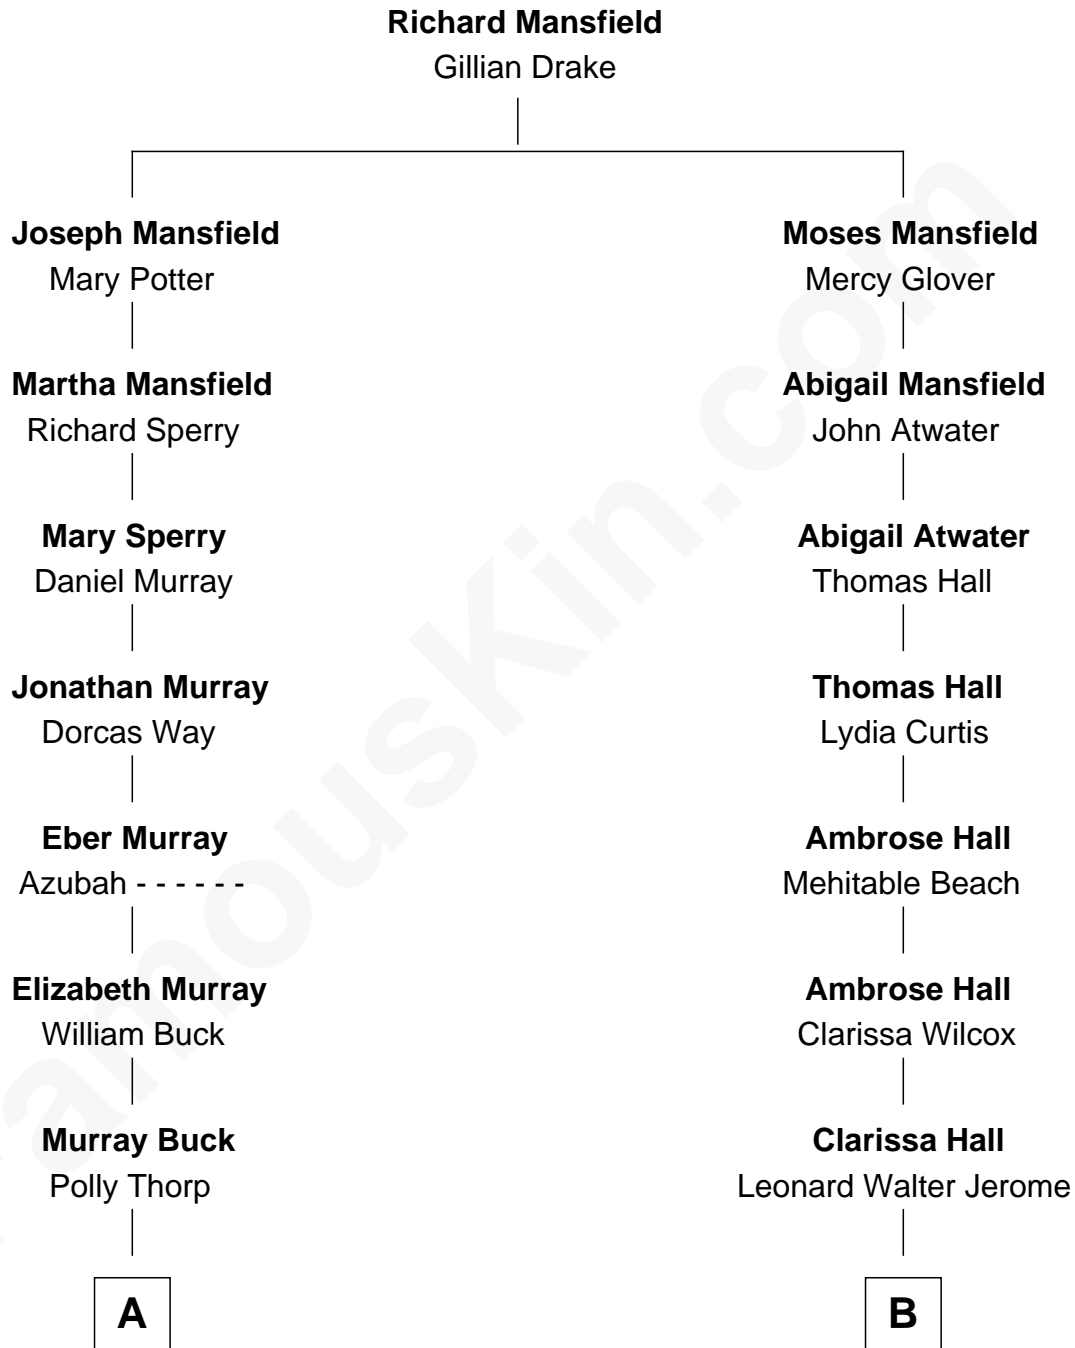 Richard Mansfield
Gillian Drake
Joseph Mansfield
Mary Potter
Moses Mansfield
Mercy Glover
Martha Mansfield
Richard Sperry
Abigail Mansfield
John Atwater
Mary Sperry
Daniel Murray
Abigail Atwater
Thomas Hall
Jonathan Murray
Dorcas Way
Thomas Hall
Lydia Curtis
Eber Murray
Azubah - - - - - -
Ambrose Hall
Mehitable Beach
Elizabeth Murray
William Buck
Ambrose Hall
Clarissa Wilcox
Murray Buck
Polly Thorp
Clarissa Hall
Leonard Walter Jerome
A
B
FamousKin.com